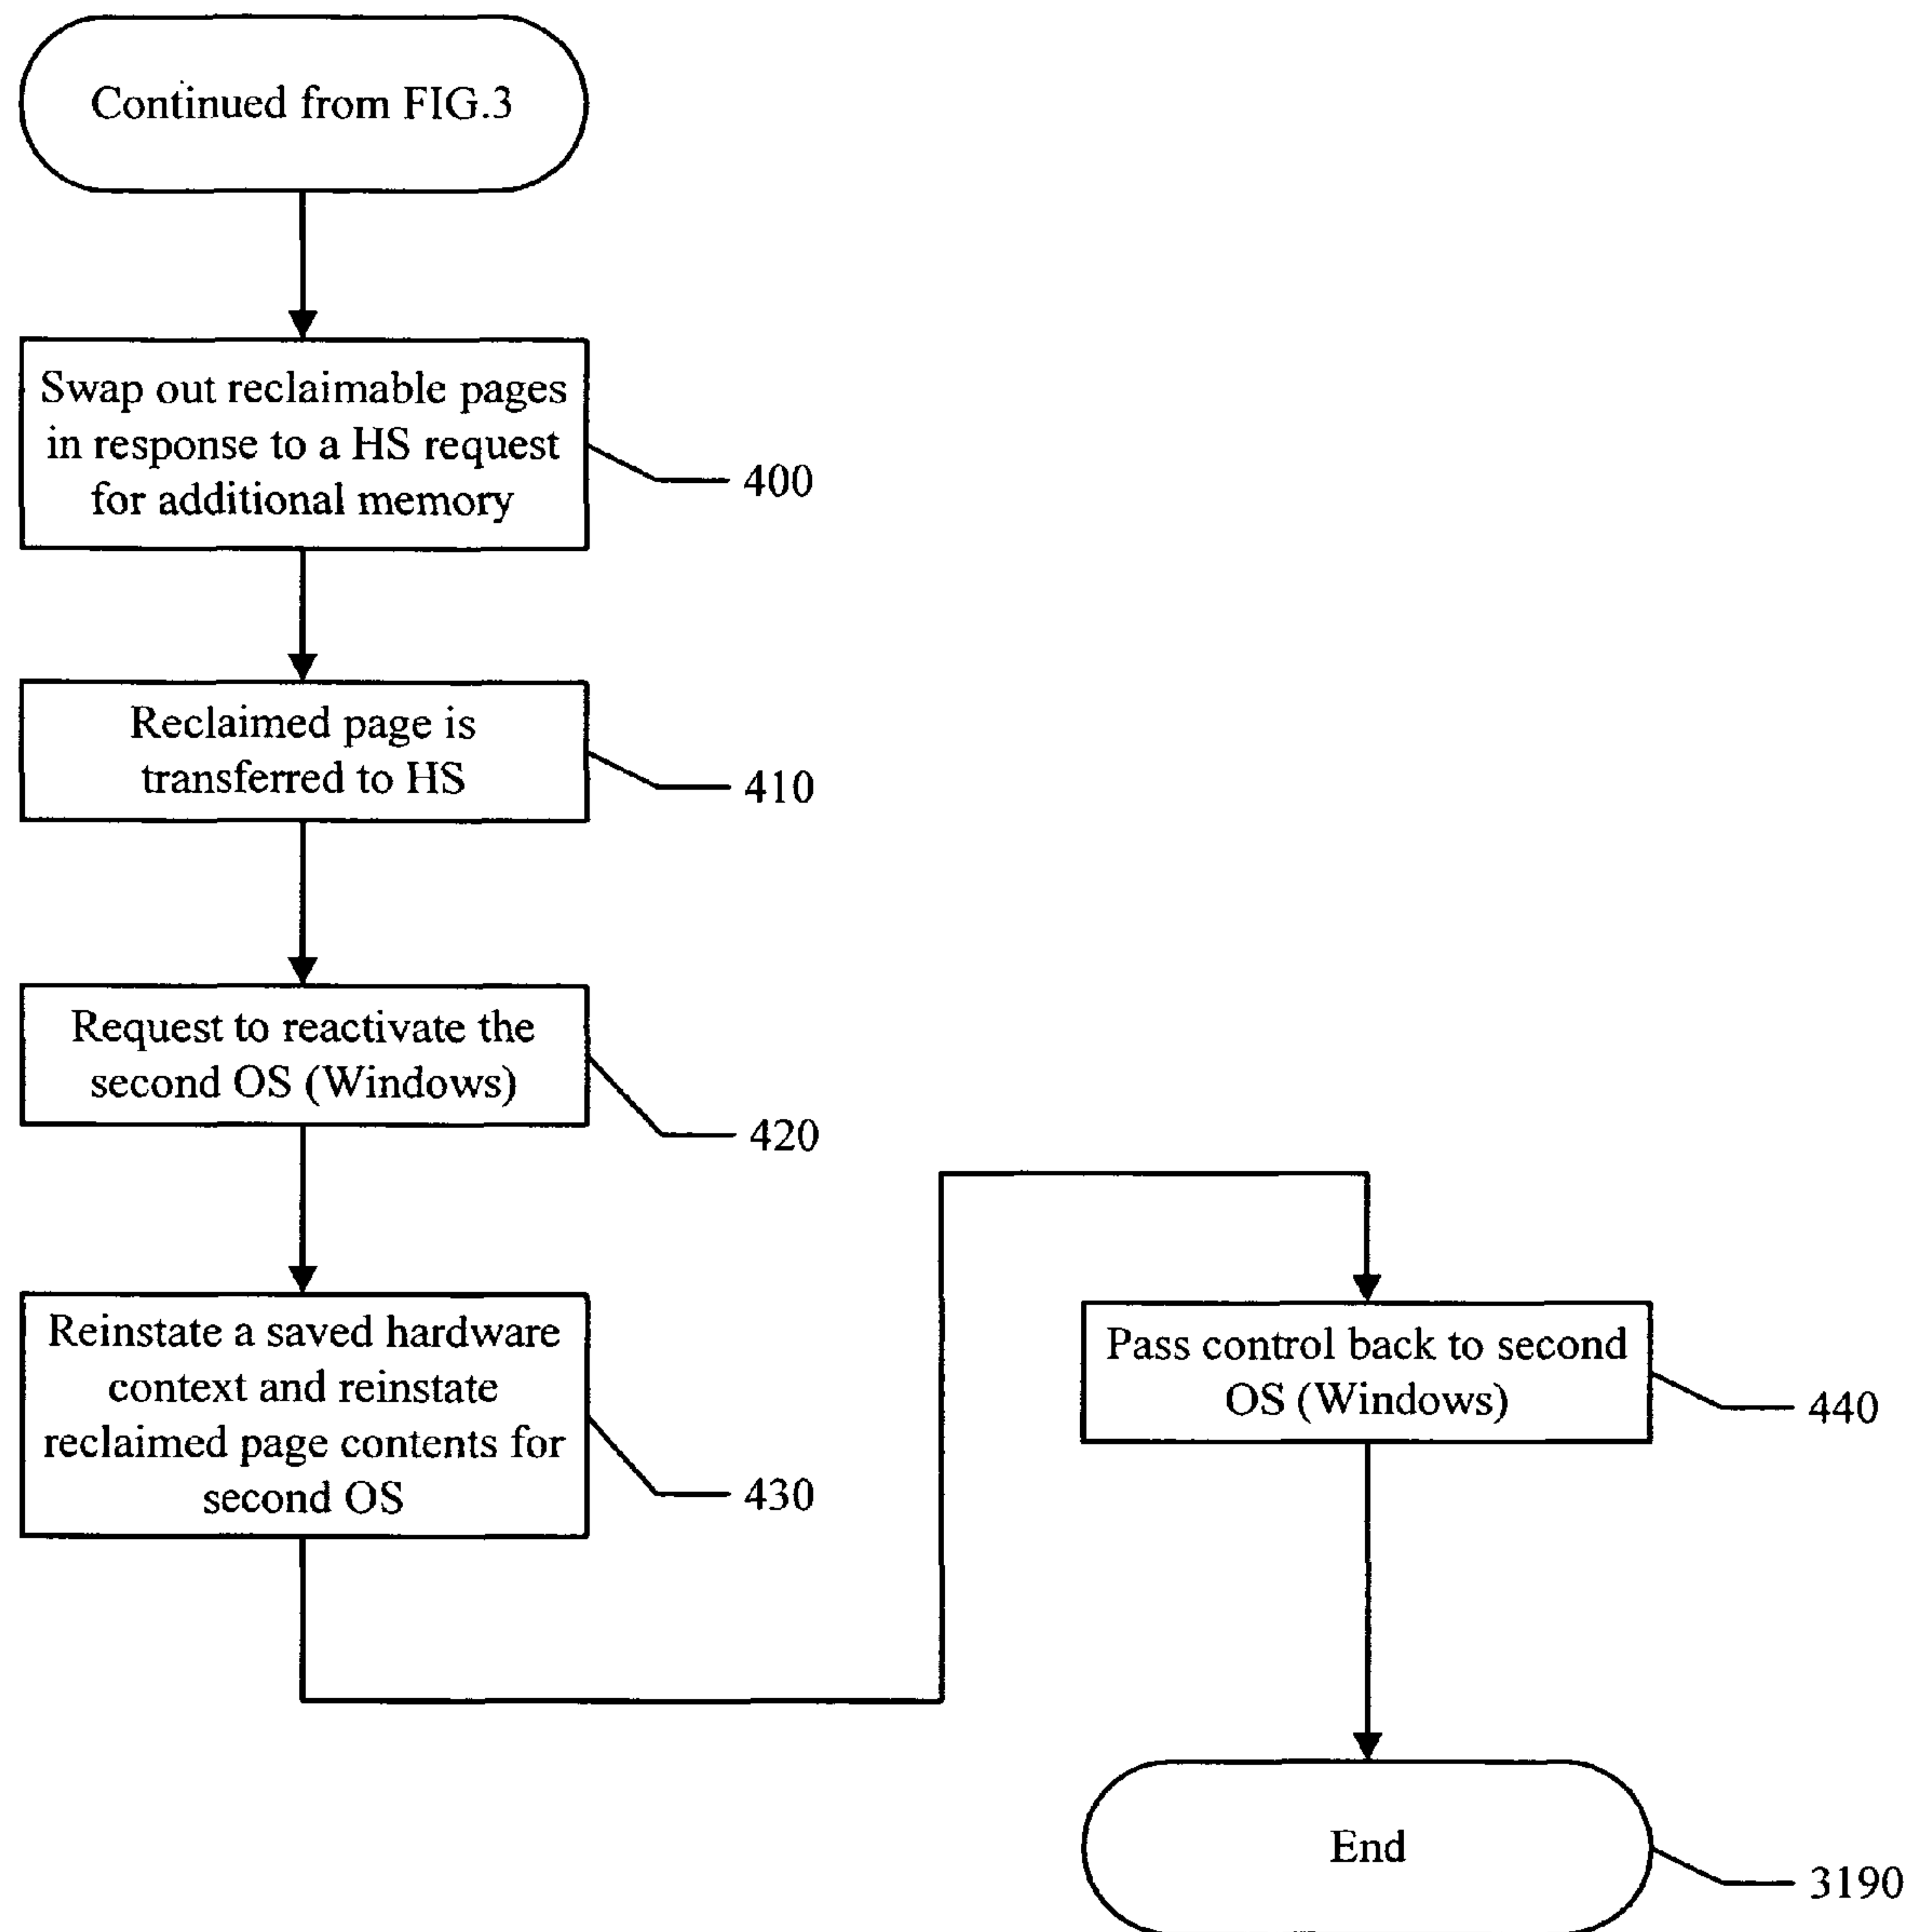 Continued from FIG.3
Swap out reclaimable pages
in response to a HS request
for additional memory
400
Reclaimed page is
transferred to HS
410
Request to reactivate the
second OS (Windows)
420
Reinstate a saved hardware
context and reinstate
reclaimed page contents for
second OS
430
Pass control back to second
OS (Windows)
440
End
3190